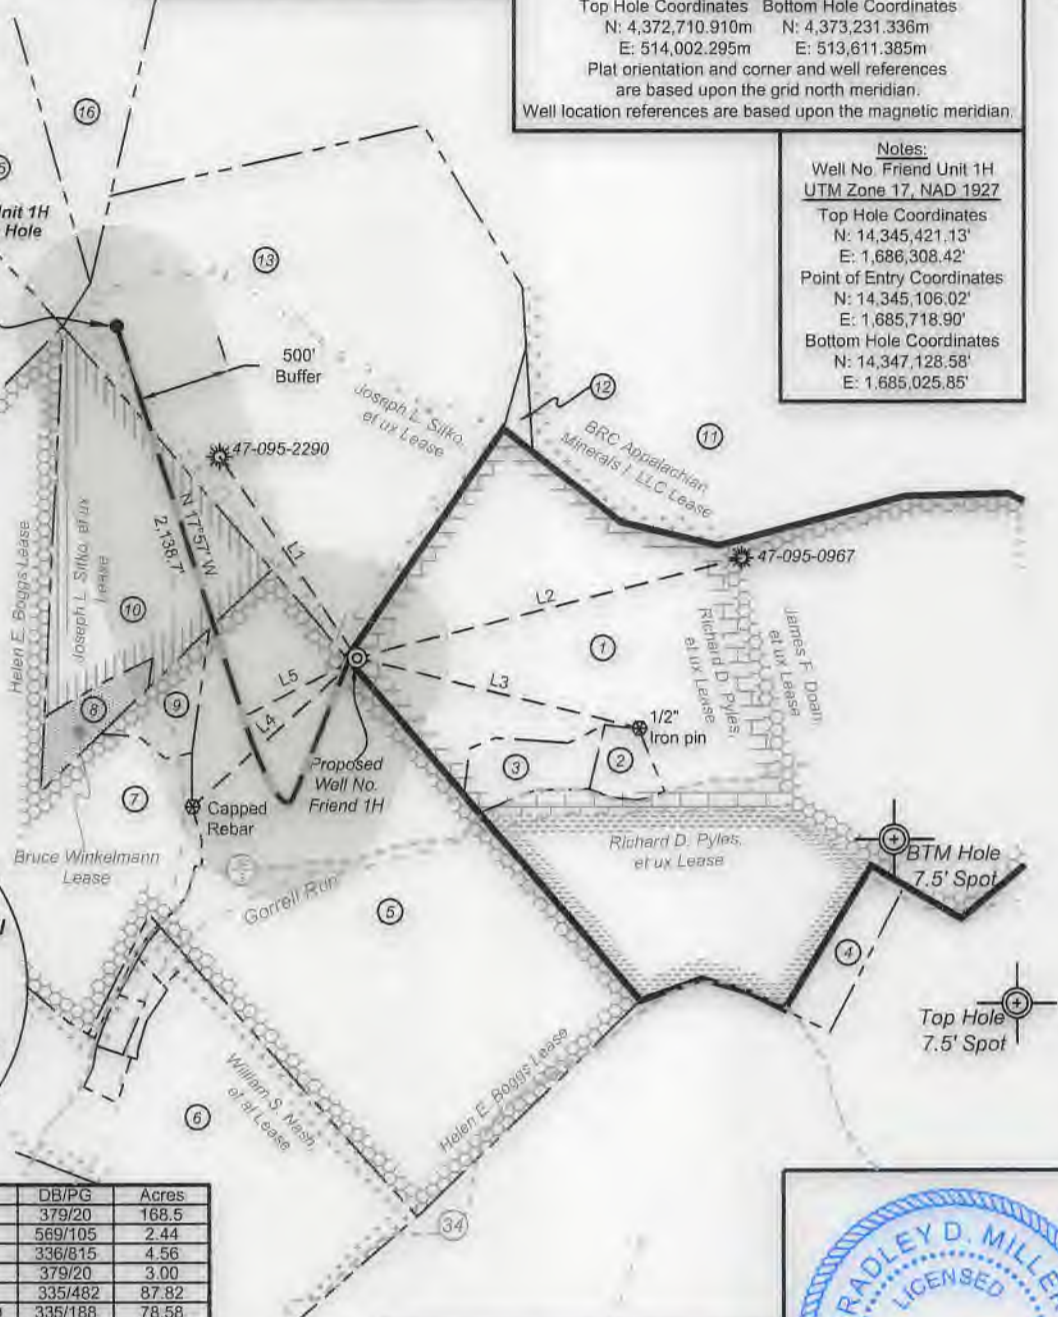 Top Hole Coordinates Bottom Hole Coordinates
N: 4,372,710.910m N: 4,373,231.336m
E: 514,002.295m E: 513,611.385m
Plat orientation and corner and well references
are based upon the grid north meridian.
Well location references are based upon the magnetic meridian.
Notes:
Well No. Friend Unit 1H
UTM Zone 17, NAD 1927
Top Hole Coordinates
N: 14,345,421.13'
E: 1,686,308.42'
Point of Entry Coordinates
N: 14,345,106.02'
E: 1,685,718.90'
Bottom Hole Coordinates
N: 14,347,128.58'
E: 1,685,025.85'
16
Unit 1H
Hole
13
500'
Buffer
12
11
Joseph L. Sitko,
et ux Lease
BRC Appalachian
Minerals I, LLC Lease
47-095-2290
47-095-0967
N 17°57' W
2,138.7'
L1
L2
L3
L4
L5
Helen E. Boggs Lease
Joseph L. Sitko, et ux
Lease
10
1
Richard D. Pyles,
et ux Lease
James F. Doan,
et ux Lease
8
9
1/2"
Iron pin
2
3
Proposed
Well No.
Friend 1H
7
Capped
Rebar
Bruce Winkelmann
Lease
Gorrell Run
Richard D. Pyles,
et ux Lease
BTM Hole
7.5' Spot
5
4
Top Hole
7.5' Spot
William S. Nash,
et al Lease
Helen E. Boggs Lease
6
34
DB/PG Acres
379/20 168.5
569/105 2.44
336/815 4.56
379/20 3.00
335/482 87.82
335/188 78.58
BRADLEY D. MILLER
LICENSED